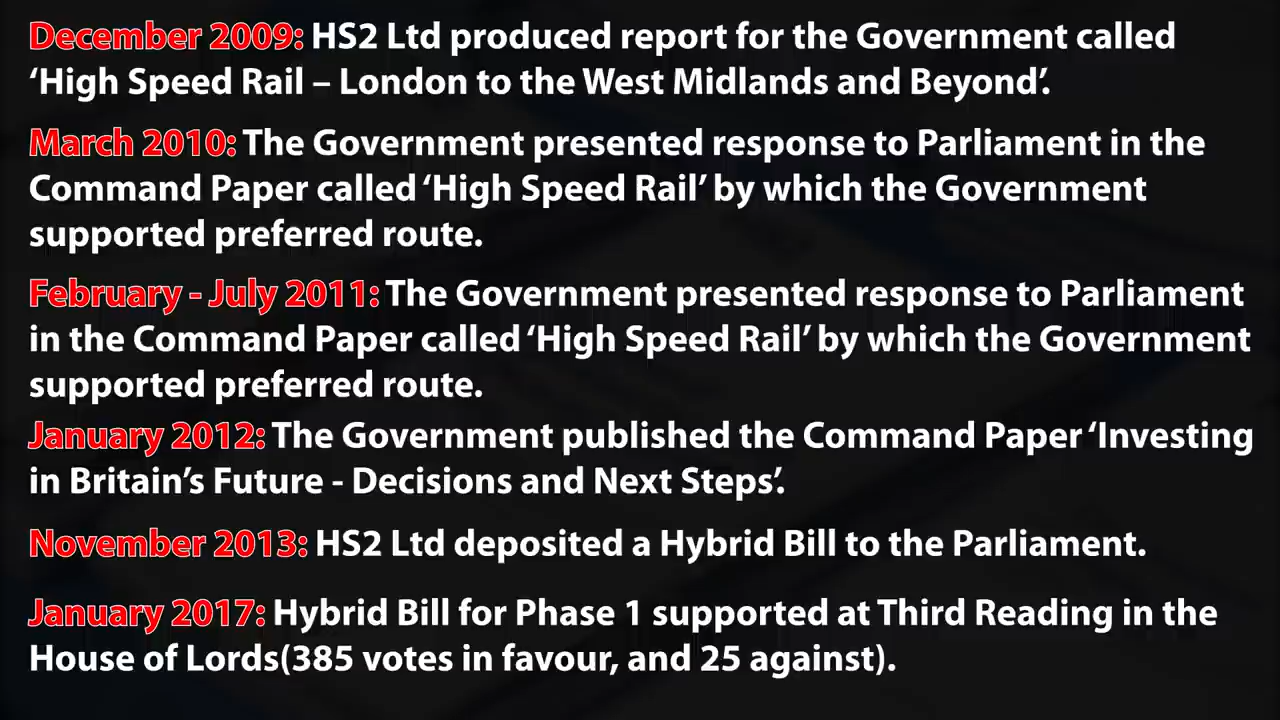 December 2009: HS2 Ltd produced report for the Government called
‘High Speed Rail – London to the West Midlands and Beyond’.
March 2010: The Government presented response to Parliament in the
Command Paper called ‘High Speed Rail’ by which the Government
supported preferred route.
February - July 2011: The Government presented response to Parliament
in the Command Paper called ‘High Speed Rail’ by which the Government
supported preferred route.
January 2012: The Government published the Command Paper ‘Investing
in Britain’s Future - Decisions and Next Steps’.
November 2013: HS2 Ltd deposited a Hybrid Bill to the Parliament.
January 2017: Hybrid Bill for Phase 1 supported at Third Reading in the
House of Lords(385 votes in favour, and 25 against).